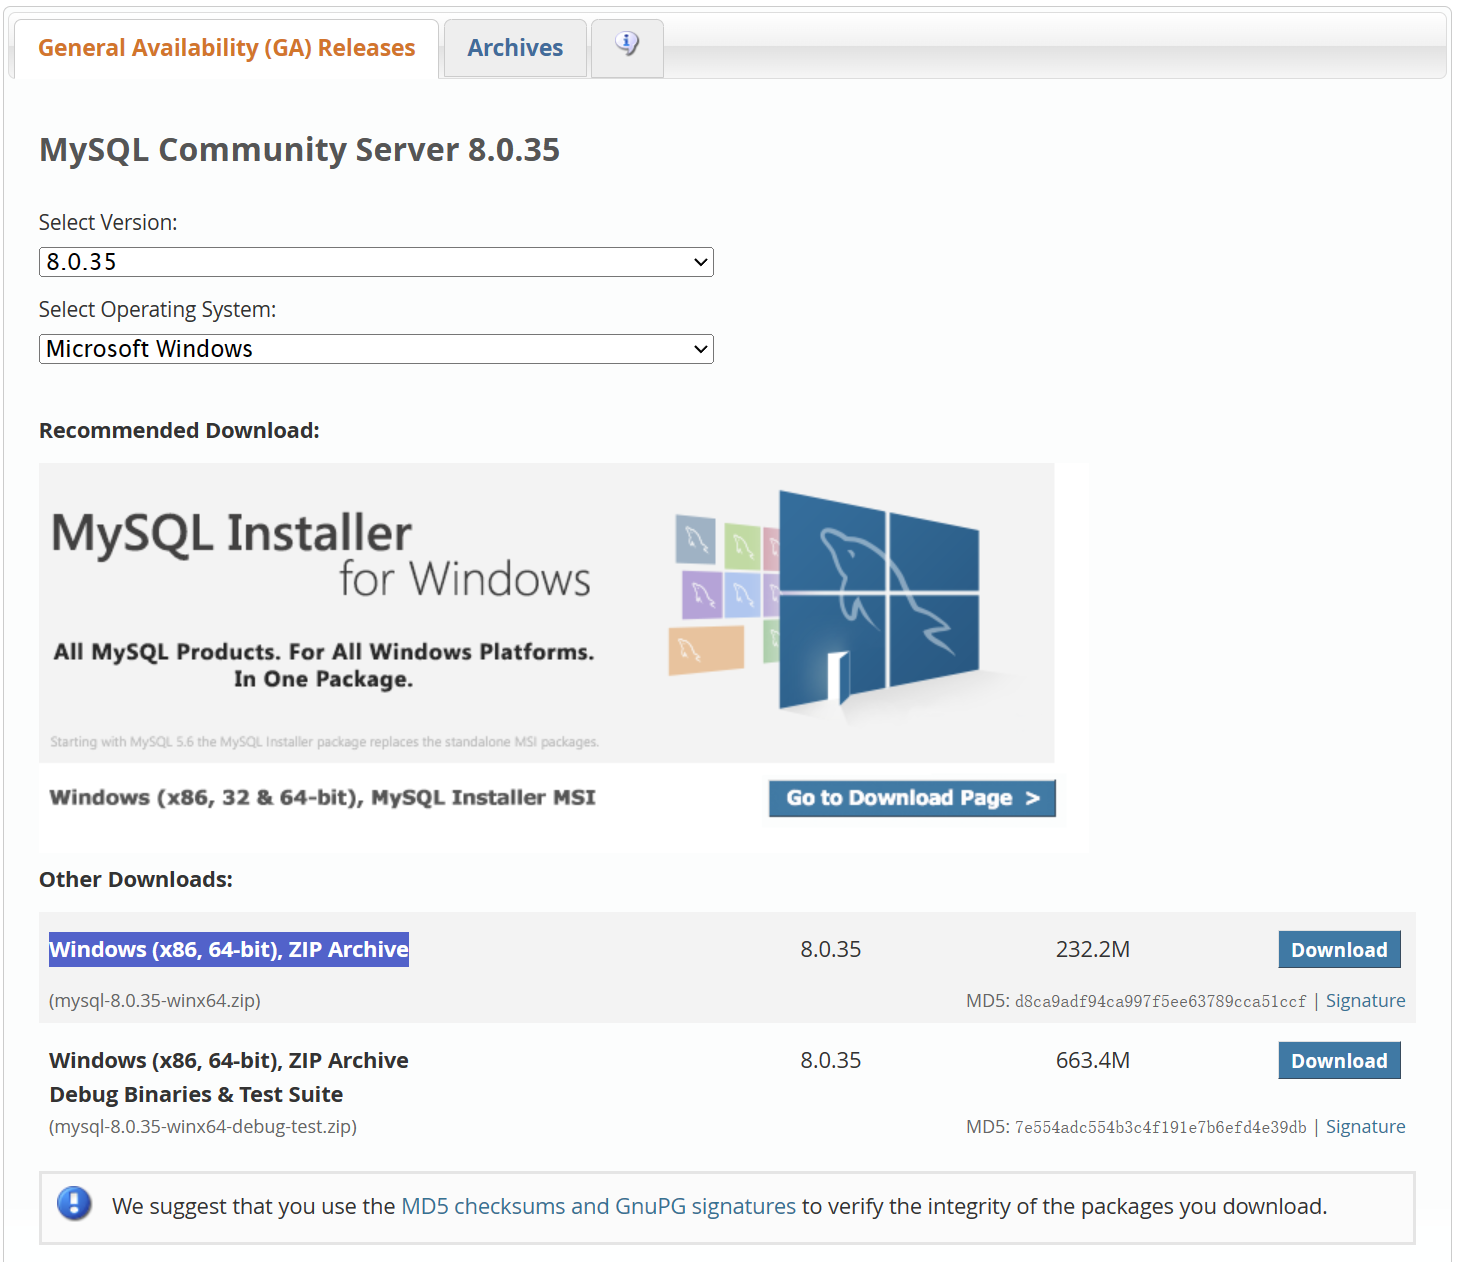 General Availability (GA) Releases
Archives
MySQL Community Server 8.0.35
Select Version:
8.0.35
Select Operating System:
Microsoft Windows
Recommended Download:
MySQL Installer
for Windows
All MySQL Products. For All Windows Platforms.
In One Package.
Starting with MySQL 5.6 the MySQL Installer package replaces the standalone MSI packages.
Windows (x86, 32 & 64-bit), MySQL Installer MSI
Go to Download Page >
Other Downloads:
Windows (x86, 64-bit), ZIP Archive 8.0.35 232.2M Download
(mysql-8.0.35-winx64.zip) MD5: d8ca9adf94ca997f5ee63789cca51ccf | Signature
Windows (x86, 64-bit), ZIP Archive 8.0.35 663.4M Download
Debug Binaries & Test Suite
(mysql-8.0.35-winx64-debug-test.zip) MD5: 7e554adc554b3c4f191e7b6efd4e39db | Signature
We suggest that you use the MD5 checksums and GnuPG signatures to verify the integrity of the packages you download.